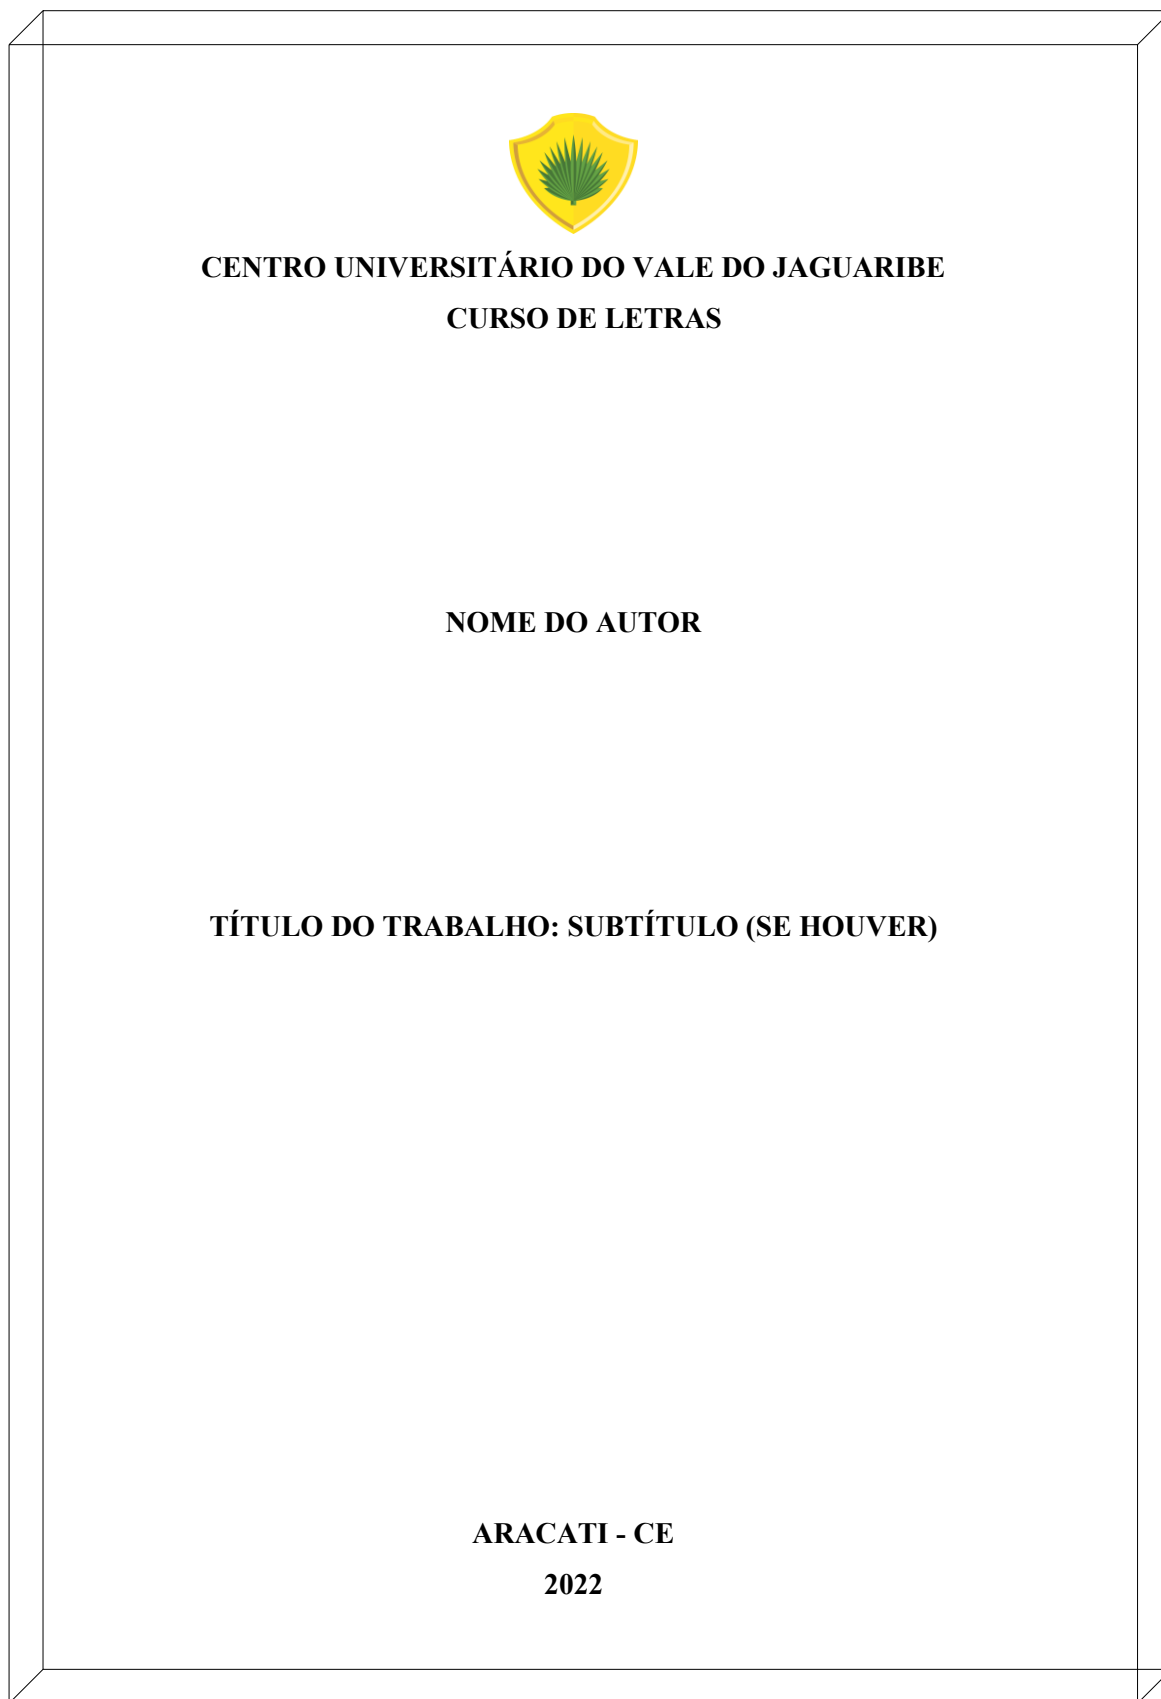 CENTRO UNIVERSITÁRIO DO VALE DO JAGUARIBE
CURSO DE LETRAS
NOME DO AUTOR
TÍTULO DO TRABALHO: SUBTÍTULO (SE HOUVER)
ARACATI - CE
2022